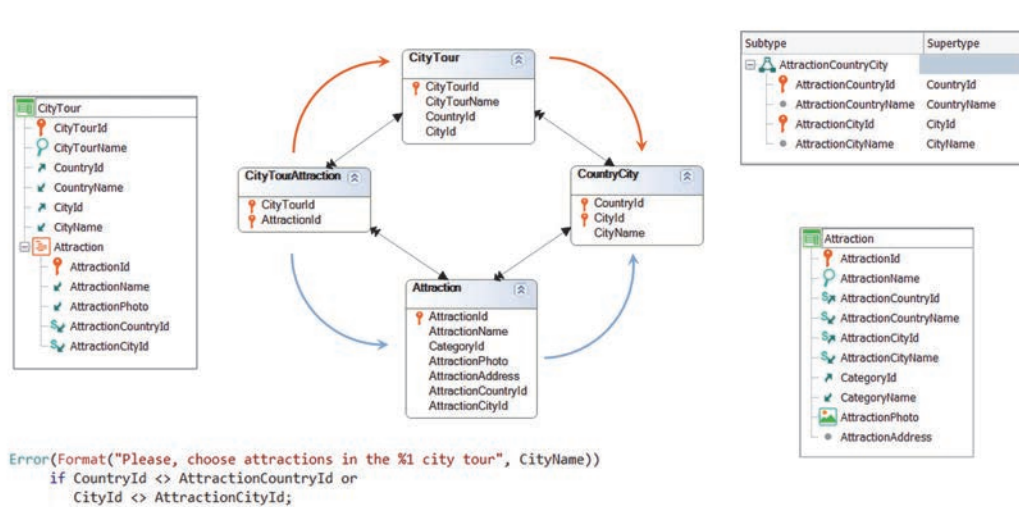 CityTour
CityTourId
CityTourName
CountryId
CountryName
CityId
CityName
Attraction
AttractionId
AttractionName
AttractionPhoto
AttractionCountryId
AttractionCityId
CityTour
CityTourId
CityTourName
CountryId
CityId
CityTourAttraction
CityTourId
AttractionId
CountryCity
CountryId
CityId
CityName
Attraction
AttractionId
AttractionName
CategoryId
AttractionPhoto
AttractionAddress
AttractionCountryId
AttractionCityId
Subtype Supertype
AttractionCountryCity
AttractionCountryId CountryId
AttractionCountryName CountryName
AttractionCityId CityId
AttractionCityName CityName
Attraction
AttractionId
AttractionName
AttractionCountryId
AttractionCountryName
AttractionCityId
AttractionCityName
CategoryId
CategoryName
AttractionPhoto
AttractionAddress
Error(Format("Please, choose attractions in the %1 city tour", CityName))
if CountryId <> AttractionCountryId or
CityId <> AttractionCityId;